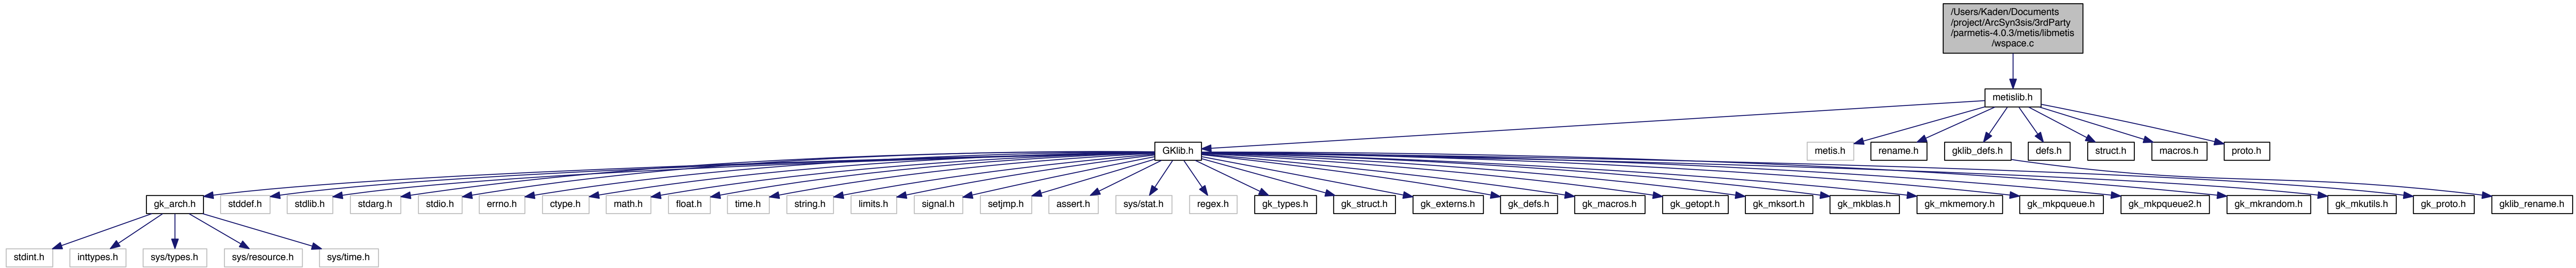 /Users/Kaden/Documents
/project/ArcSyn3sis/3rdParty
/parmetis-4.0.3/metis/libmetis
/wspace.c
metislib.h
GKlib.h
metis.h
rename.h
gklib_defs.h
defs.h
struct.h
macros.h
proto.h
gk_arch.h
stddef.h
stdlib.h
stdarg.h
stdio.h
errno.h
ctype.h
math.h
float.h
time.h
string.h
limits.h
signal.h
setjmp.h
assert.h
sys/stat.h
regex.h
gk_types.h
gk_struct.h
gk_externs.h
gk_defs.h
gk_macros.h
gk_getopt.h
gk_mksort.h
gk_mkblas.h
gk_mkmemory.h
gk_mkpqueue.h
gk_mkpqueue2.h
gk_mkrandom.h
gk_mkutils.h
gk_proto.h
gklib_rename.h
stdint.h
inttypes.h
sys/types.h
sys/resource.h
sys/time.h